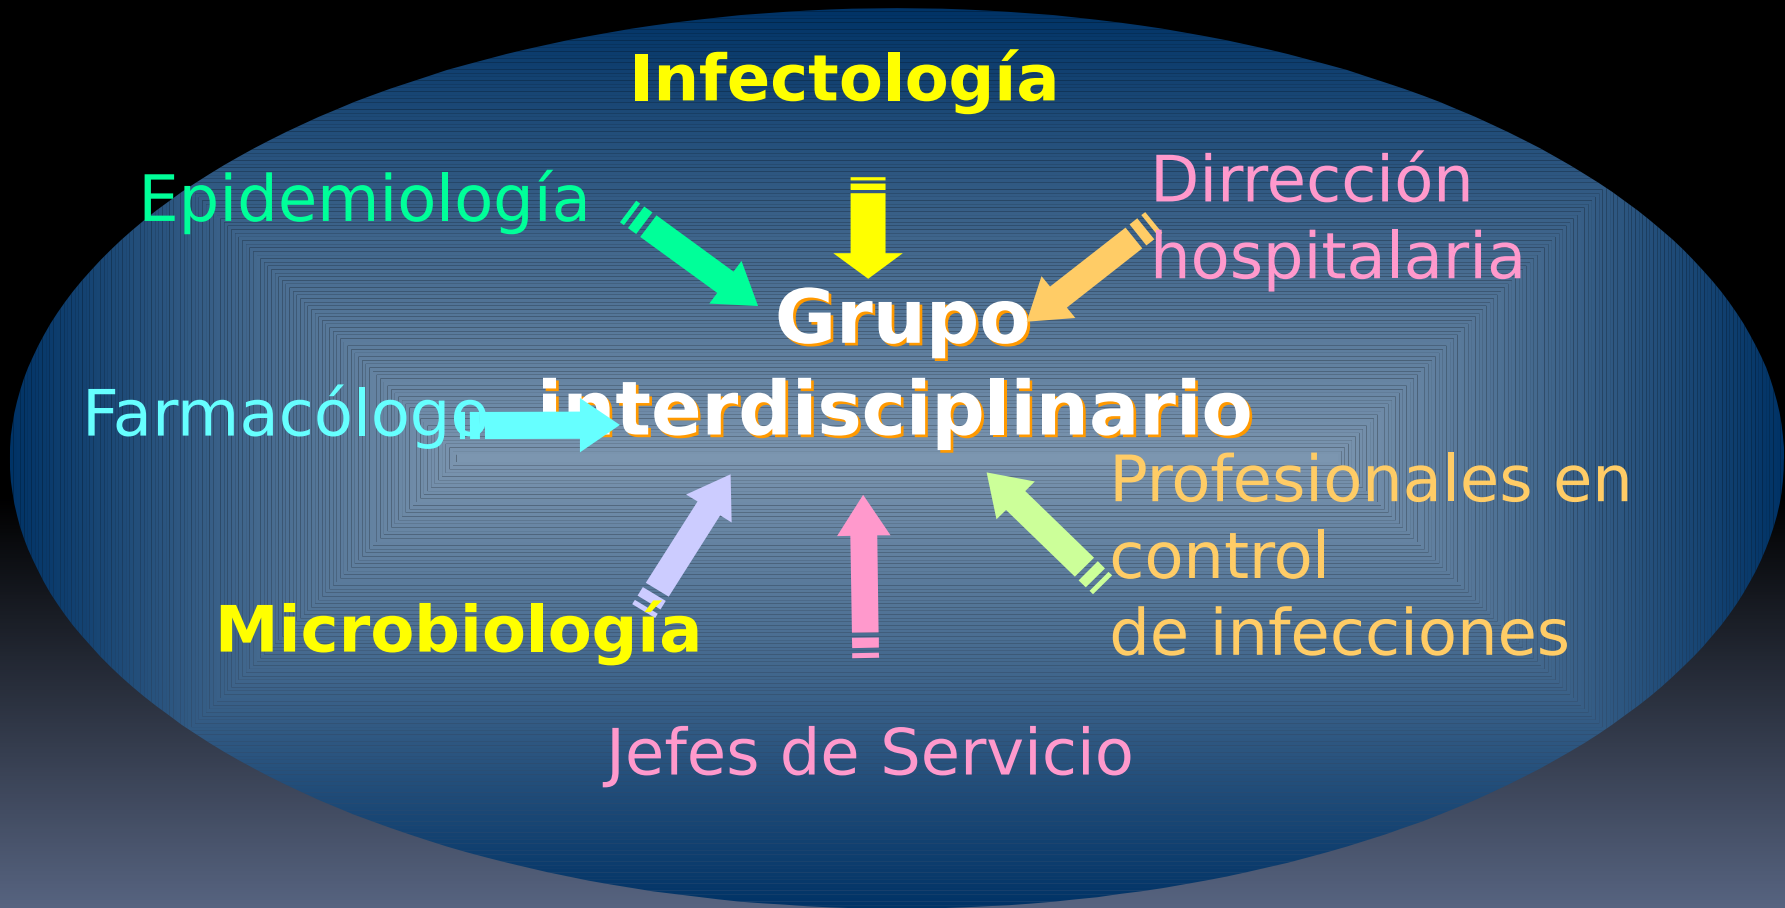 Infectología
Epidemiología
Dirrección
hospitalaria
Grupo
interdisciplinario
Farmacólogo
Profesionales en
control
de infecciones
Microbiología
Jefes de Servicio